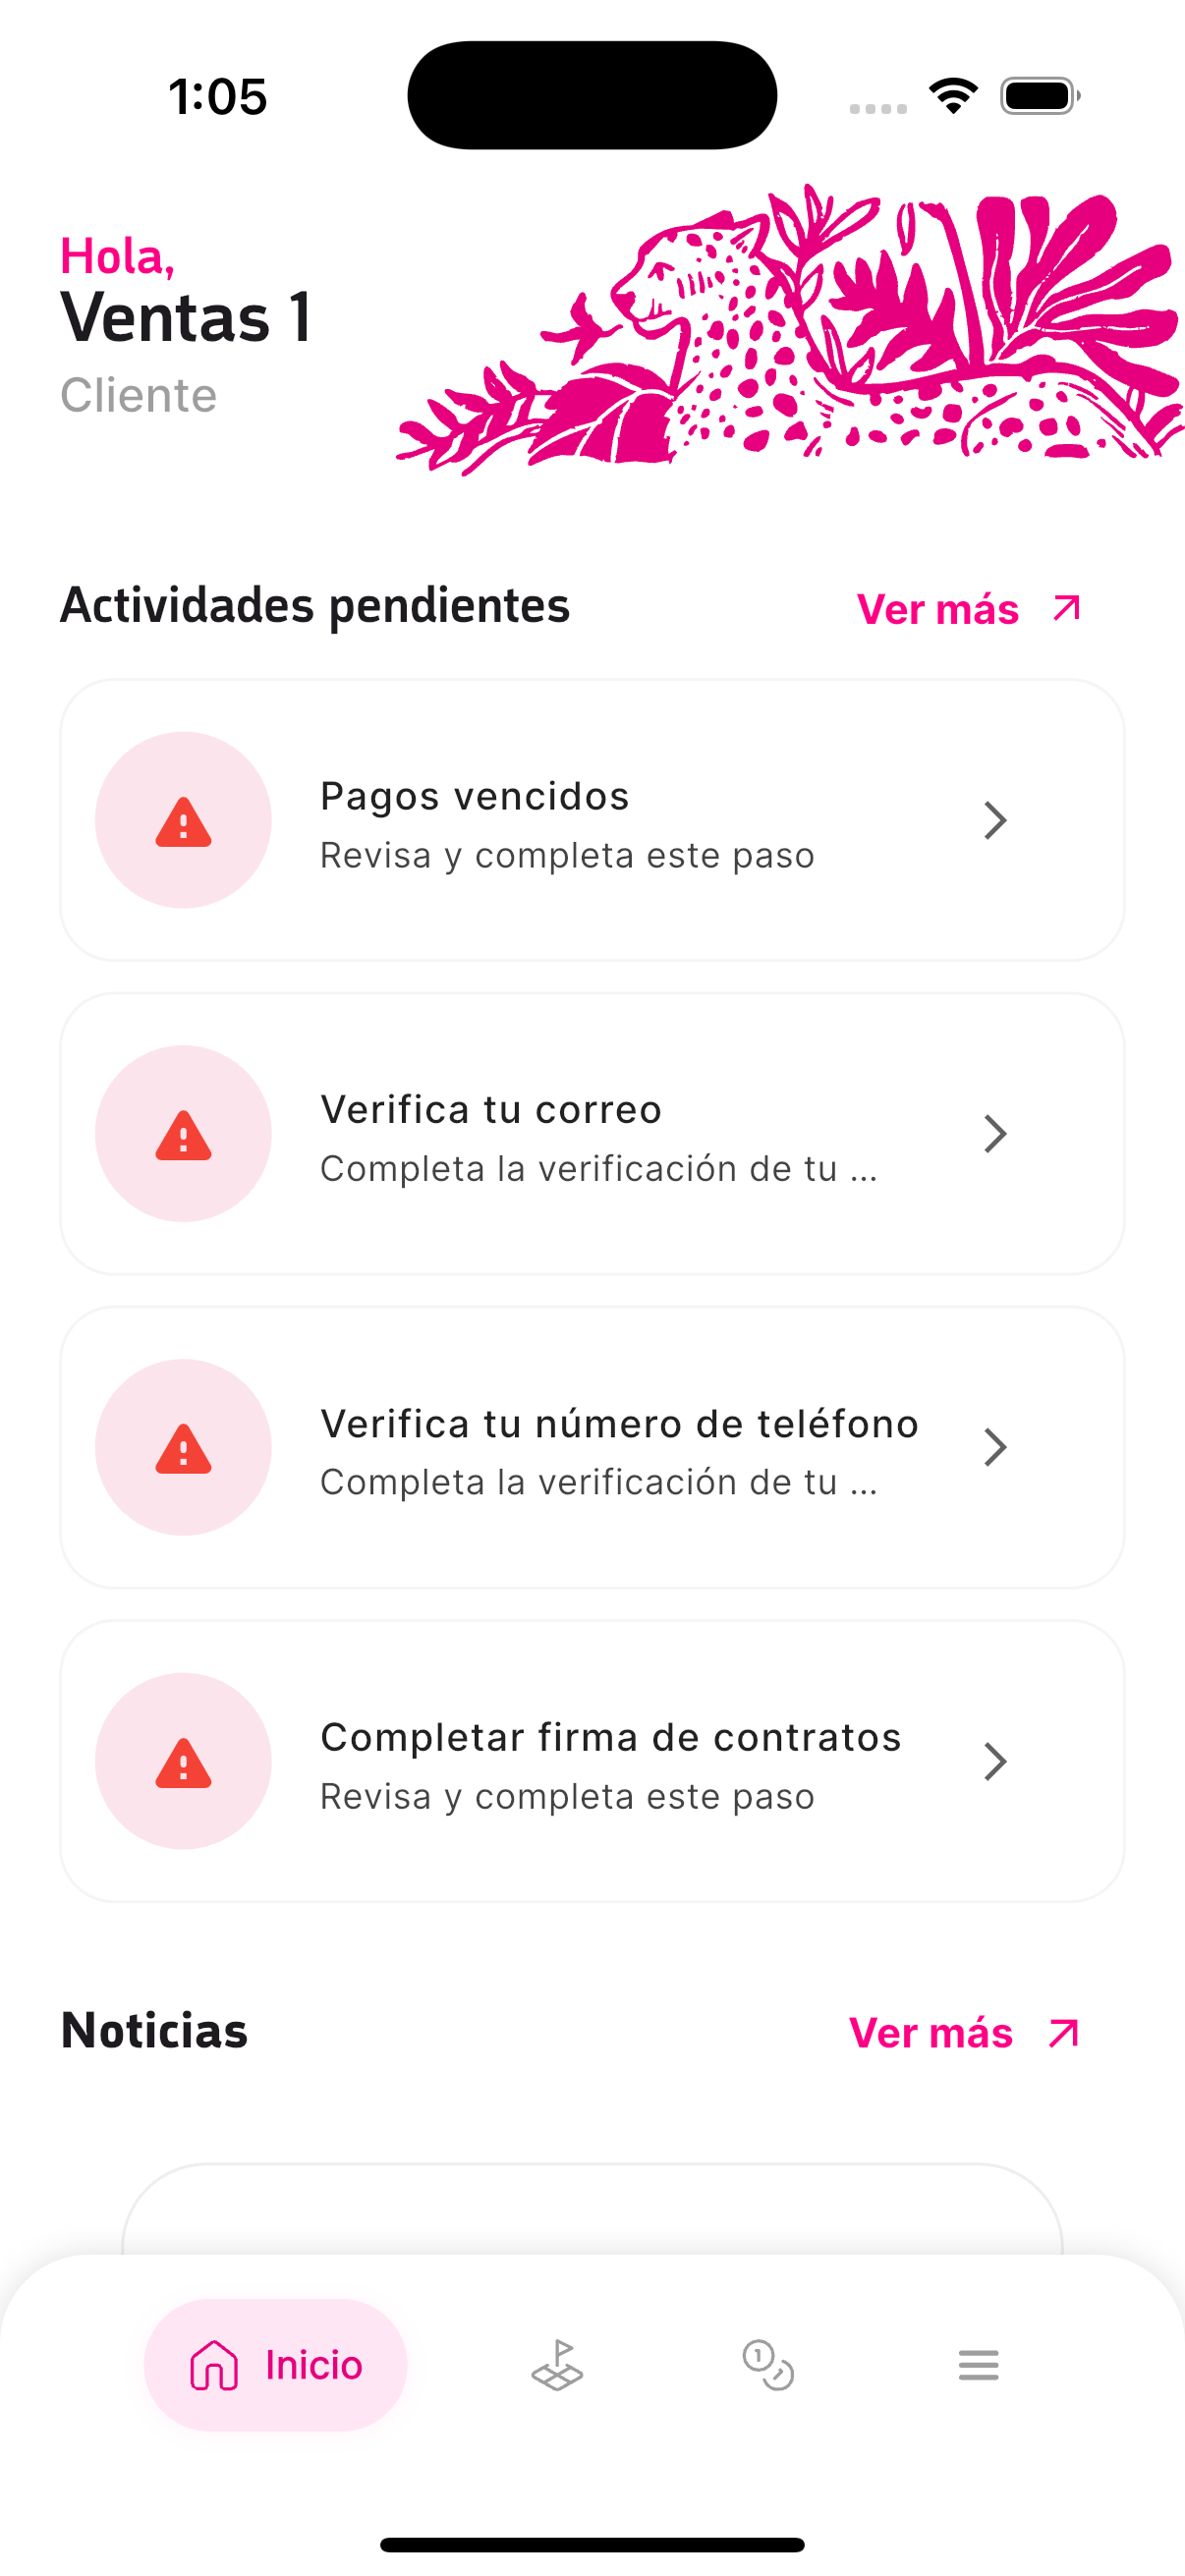 1:05
Hola,
Ventas 1
Cliente
Actividades pendientes
Ver más
Pagos vencidos
Revisa y completa este paso
Verifica tu correo
Completa la verificación de tu ...
Verifica tu número de teléfono
Completa la verificación de tu ...
Completar firma de contratos
Revisa y completa este paso
Noticias
Ver más
Inicio